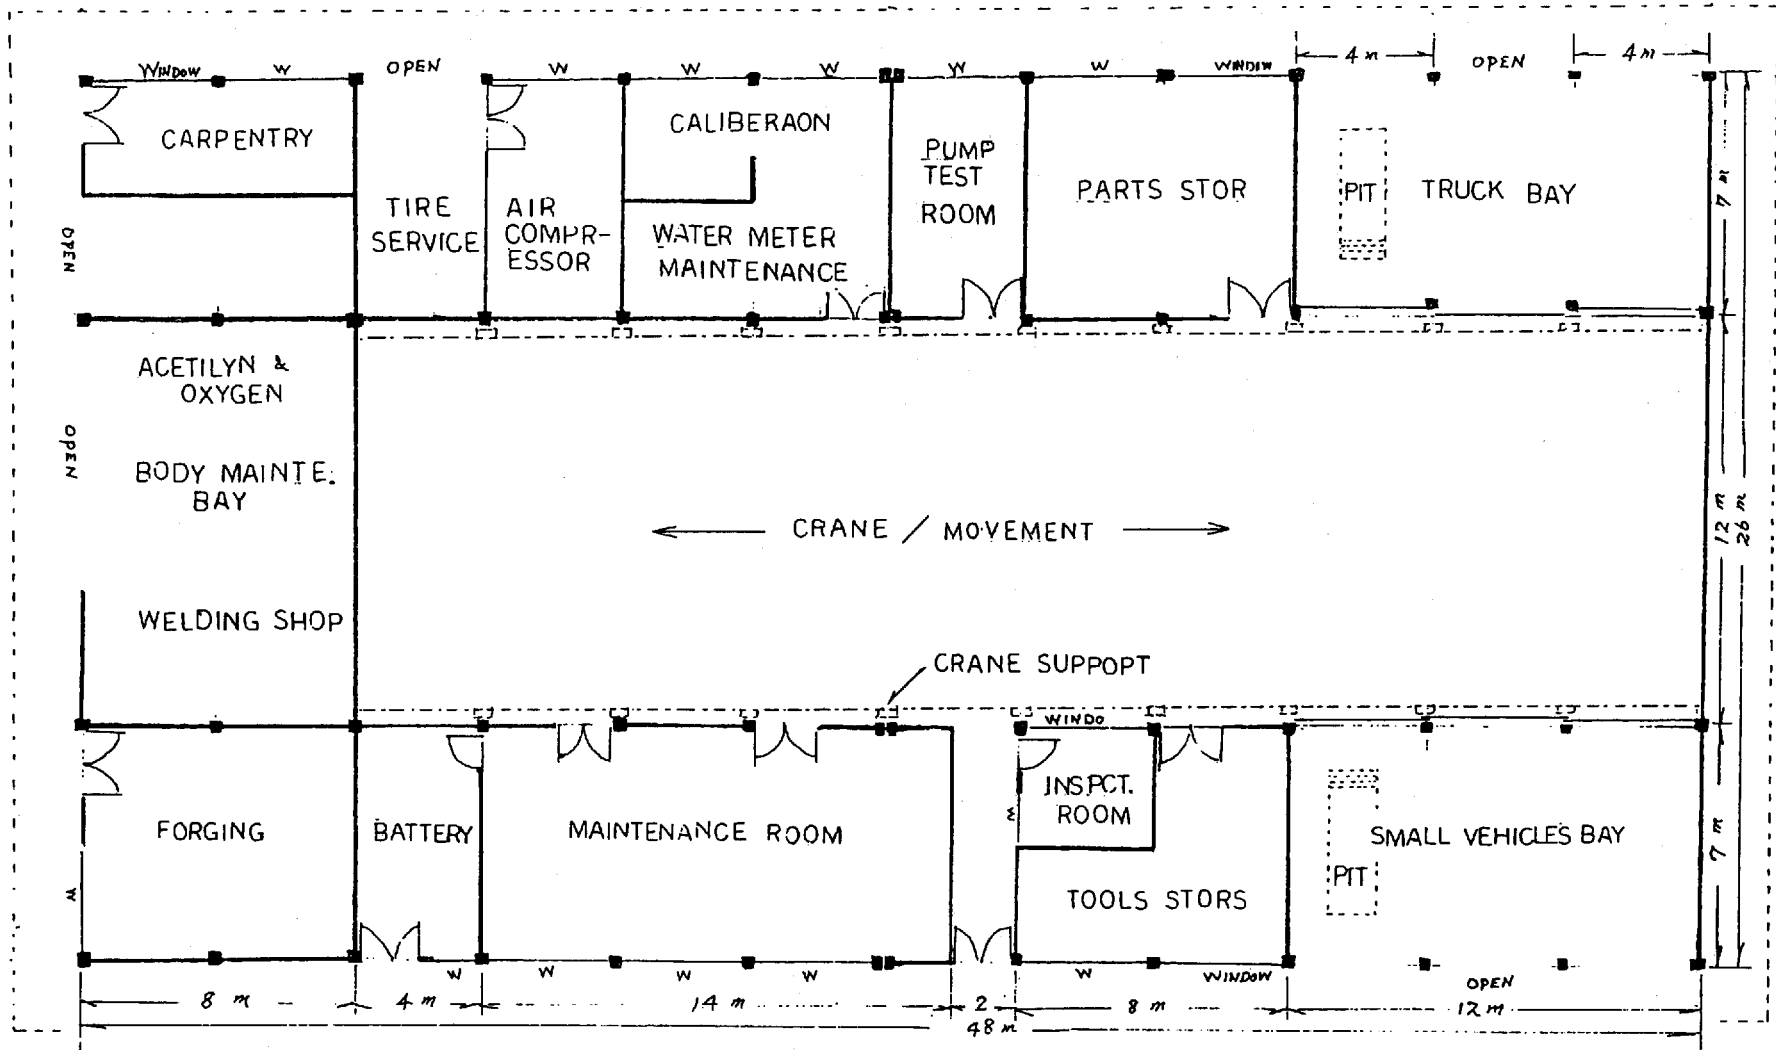 4 m
OPEN
4 m
WINDOW
W
OPEN
W
W
W
W
W
WINDIW
CARPENTRY
CALIBERAON
PUMP
TEST
ROOM
PARTS STOR
PIT
TRUCK BAY
7 m
TIRE
SERVICE
AIR
COMPR-
ESSOR
WATER METER
MAINTENANCE
OPEN
ACETILYN &
OXYGEN
OPEN
BODY MAINTE.
BAY
CRANE / MOVEMENT
12 m
26 m
WELDING SHOP
CRANE SUPPOPT
WINDO
INSPCT.
ROOM
W
FORGING
BATTERY
MAINTENANCE ROOM
SMALL VEHICLES BAY
7 m
PIT
W
TOOLS STORS
W
W
W
W
W
WINDOW
OPEN
8 m
4 m
14 m
2
8 m
12 m
48 m